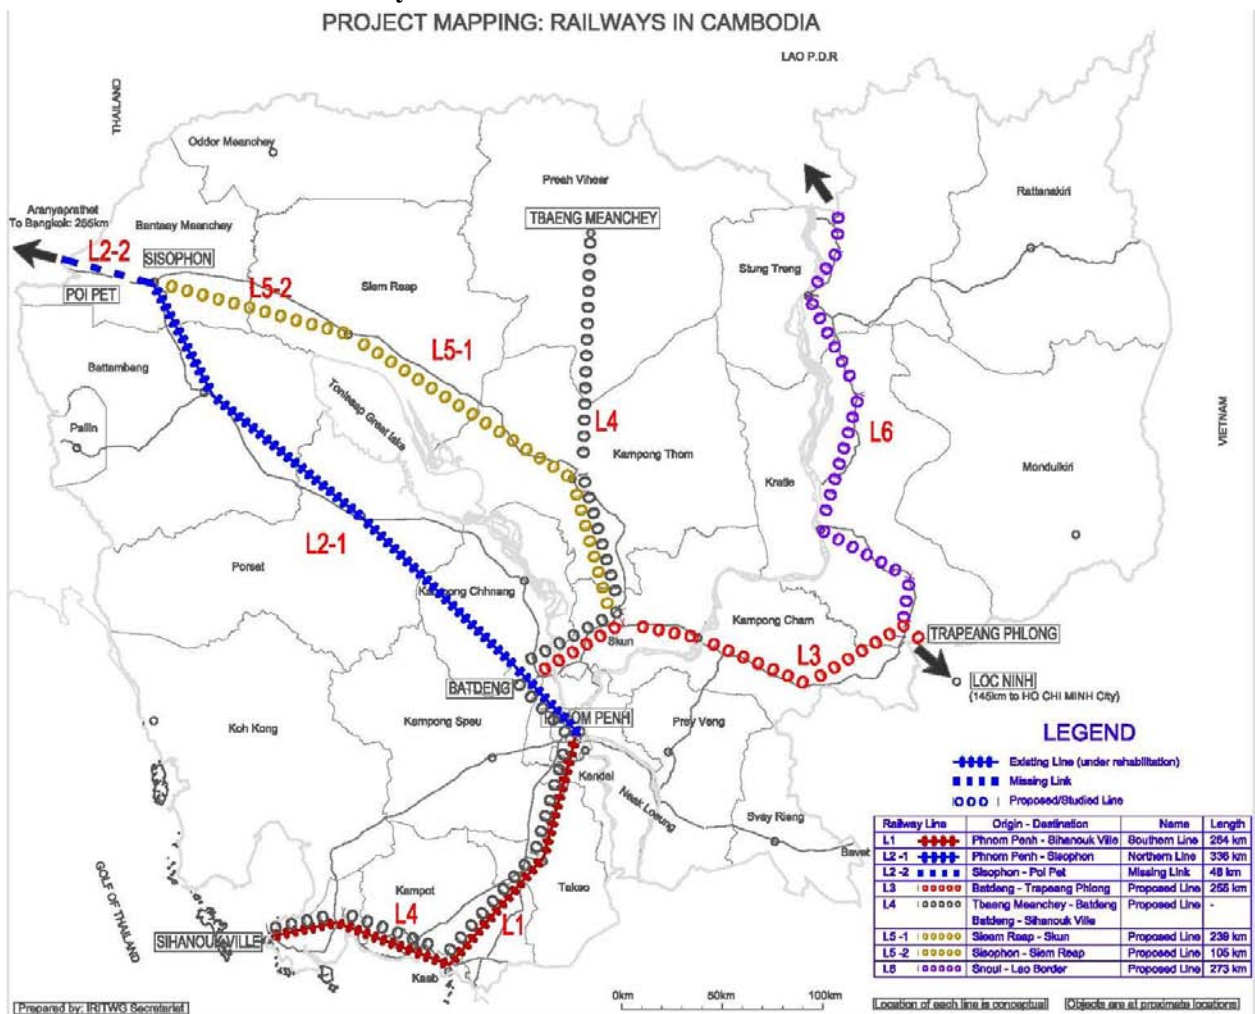 PROJECT MAPPING: RAILWAYS IN CAMBODIA
LAO P.D.R
THAILAND
Oddor Meanchey
Preah Vihear
Rattanakiri
Aranyaprathet
To Bangkok: 255km
Banteay Meanchey
TBAENG MEANCHEY
L2-2
SISOPHON
Stung Treng
POI PET
L5-2
Siem Reap
L5-1
Battambang
Tonlesap Great lake
L4
L6
VIETNAM
Pailin
Kampong Thom
Mondulkiri
Kratie
L2-1
Porsat
Kampong Chhnang
Kampong Cham
Skun
TRAPEANG PHLONG
L3
BATDENG
LOC NINH
(145km to HO CHI MINH City)
Koh Kong
Kampong Speu
PHNOM PENH
Prey Veng
LEGEND
Existing Line (under rehabilitation)
Missing Link
Proposed/Studied Line
Kandal
Neak Loeung
Svay Rieng
Bavet
Railway Line Origin - Destination Name Length
L1 Phnom Penh - Sihanouk Ville Southern Line 264 km
L2 -1 Phnom Penh - Sisophon Northern Line 336 km
L2 -2 Sisophon - Poi Pet Missing Link 48 km
L3 Batdeng - Trapeang Phlong Proposed Line 255 km
L4 Tbaeng Meanchey - Batdeng Proposed Line -
Batdeng - Sihanouk Ville
L5 -1 Sieam Reap - Skun Proposed Line 239 km
L5 -2 Sisophon - Siem Reap Proposed Line 105 km
L6 Snoul - Lao Border Proposed Line 273 km
GOLF OF THAILAND
Kampot
Takeo
L4
L1
SIHANOUK VILLE
Kaeb
0km 50km 100km
Location of each line is conceptual Objects are at proximate locations
Prepared by: IRITWG Secretariat